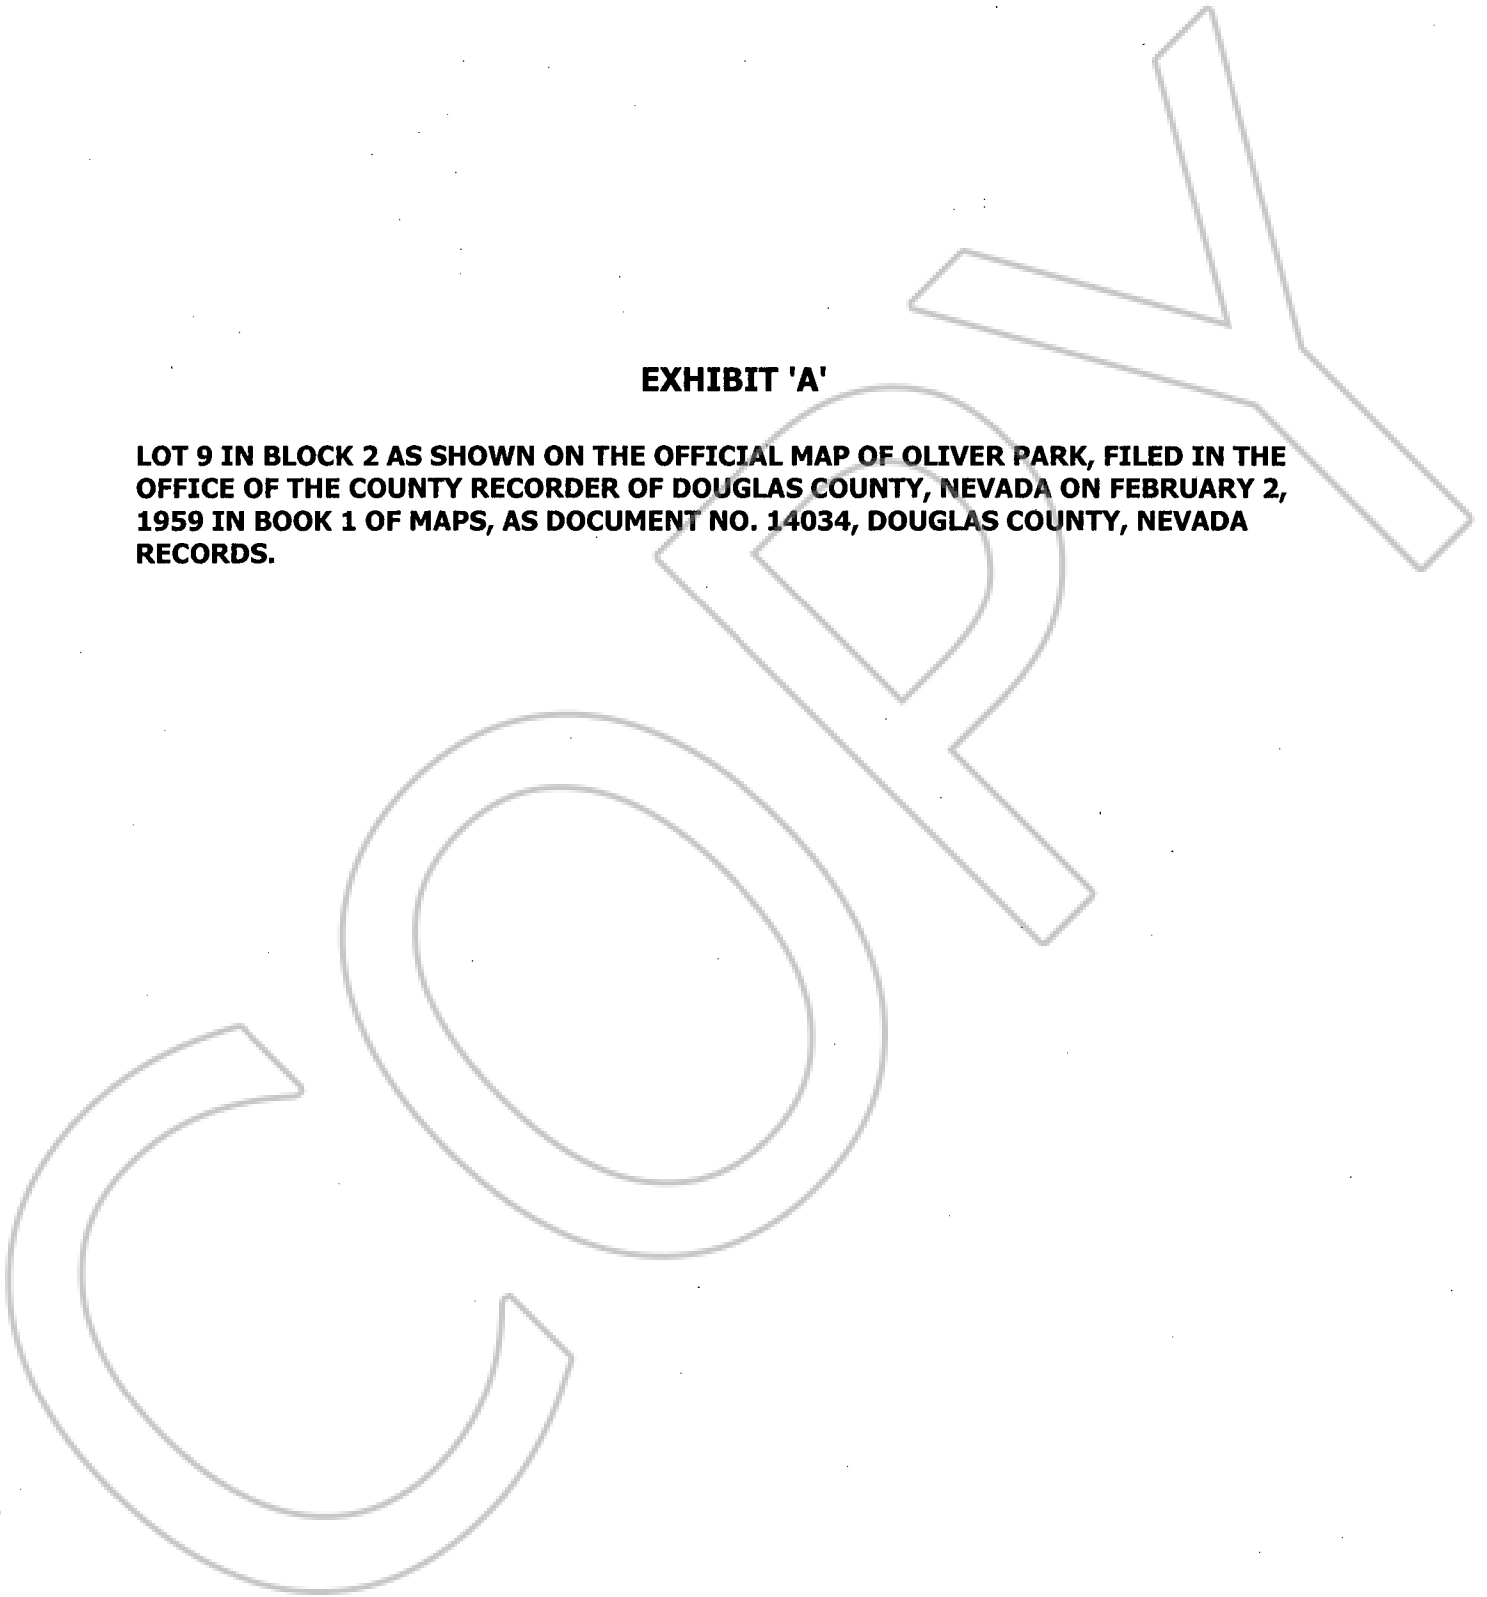 EXHIBIT 'A'
LOT 9 IN BLOCK 2 AS SHOWN ON THE OFFICIAL MAP OF OLIVER PARK, FILED IN THE
OFFICE OF THE COUNTY RECORDER OF DOUGLAS COUNTY, NEVADA ON FEBRUARY 2,
1959 IN BOOK 1 OF MAPS, AS DOCUMENT NO. 14034, DOUGLAS COUNTY, NEVADA
RECORDS.
COPY